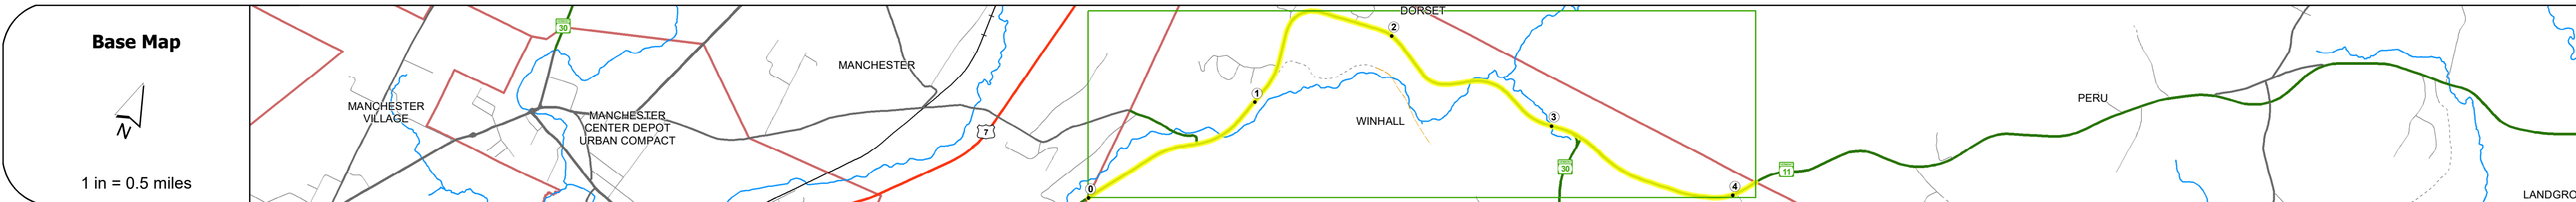 Base Map
N
1 in = 0.5 miles
30
MANCHESTER
VILLAGE
MANCHESTER
CENTER DEPOT
URBAN COMPACT
MANCHESTER
7
0
1
DORSET
2
WINHALL
3
30
4
11
PERU
LANDGRO